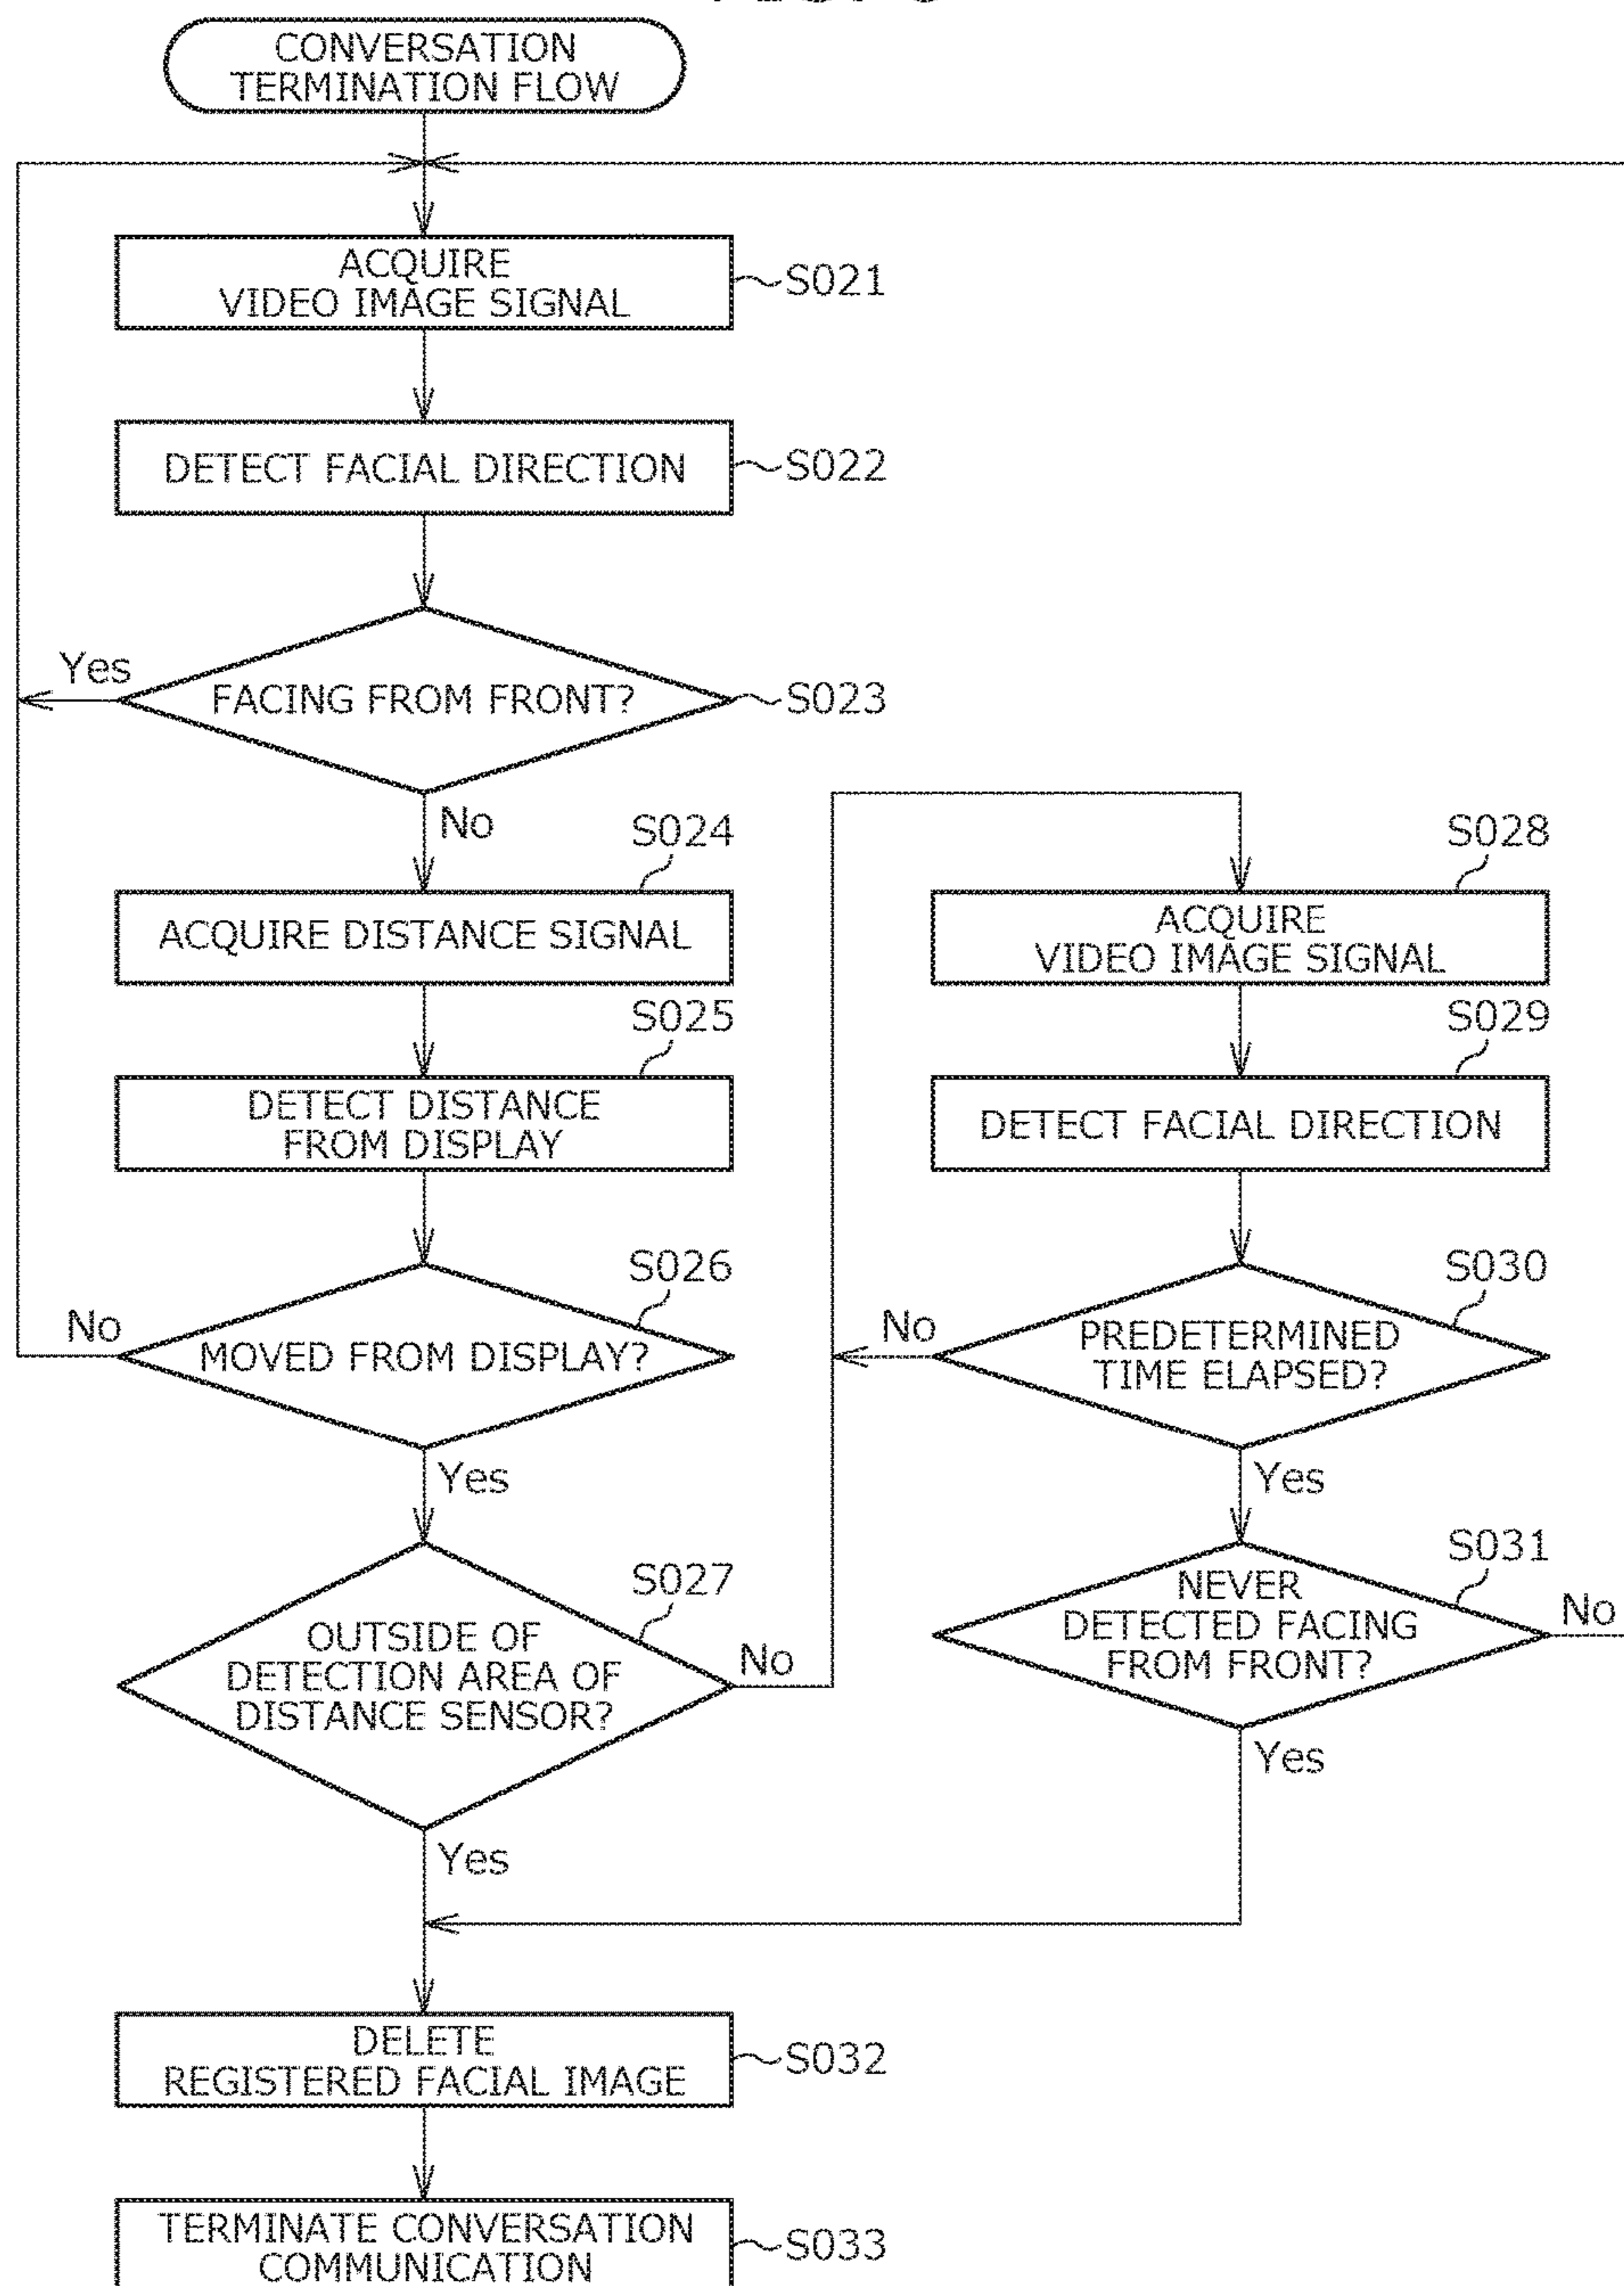 CONVERSATION
TERMINATION FLOW
ACQUIRE
VIDEO IMAGE SIGNAL
S021
DETECT FACIAL DIRECTION
S022
Yes
FACING FROM FRONT?
S023
No
S024
ACQUIRE DISTANCE SIGNAL
S025
DETECT DISTANCE
FROM DISPLAY
S026
No
MOVED FROM DISPLAY?
Yes
S027
OUTSIDE OF
DETECTION AREA OF
DISTANCE SENSOR?
No
Yes
S028
ACQUIRE
VIDEO IMAGE SIGNAL
S029
DETECT FACIAL DIRECTION
S030
No
PREDETERMINED
TIME ELAPSED?
Yes
S031
NEVER
DETECTED FACING
FROM FRONT?
No
Yes
DELETE
REGISTERED FACIAL IMAGE
S032
TERMINATE CONVERSATION
COMMUNICATION
S033